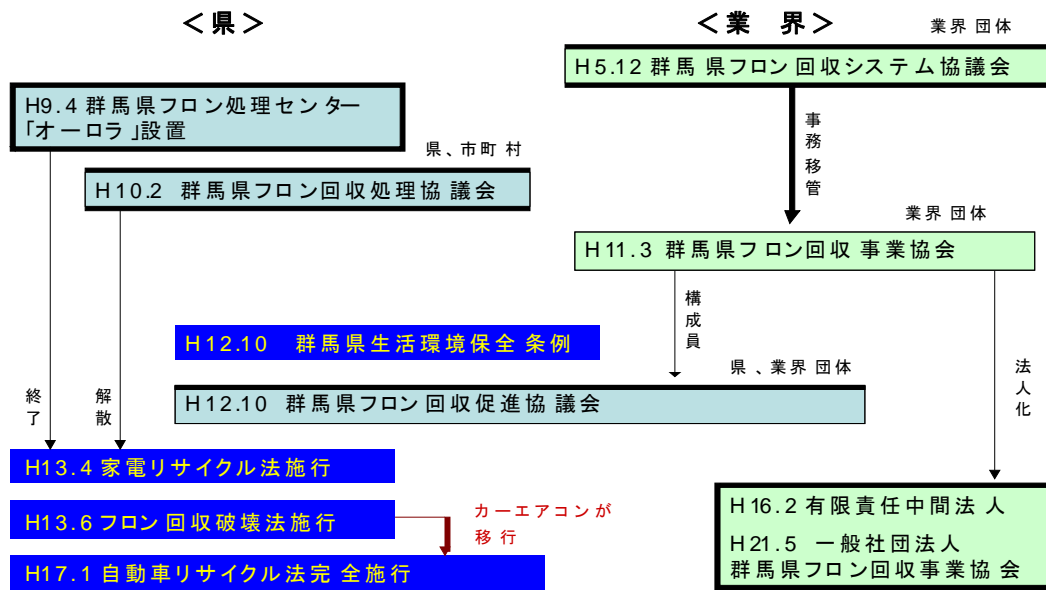 ＜県＞
＜業 界＞
業界団体
H5.12 群馬県フロン回収システム協議会
H9.4 群馬県フロン処理センター
「オーロラ」設置
事務移管
県、市町村
H10.2 群馬県フロン回収処理協議会
業界団体
H11.3 群馬県フロン回収事業協会
構成員
H12.10 群馬県生活環境保全条例
県、業界団体
法人化
H12.10 群馬県フロン回収促進協議会
終了
解散
H13.4 家電リサイクル法施行
H13.6 フロン回収破壊法施行
カーエアコンが
移行
H16.2 有限責任中間法人
H21.5 一般社団法人
群馬県フロン回収事業協会
H17.1 自動車リサイクル法完全施行